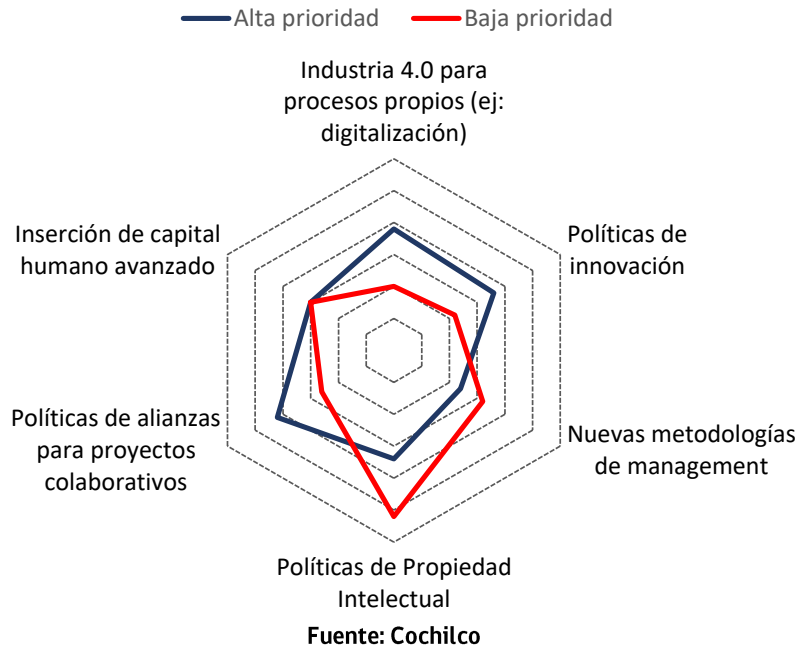 Alta prioridad
Baja prioridad
Industria 4.0 para
procesos propios (ej:
digitalización)
Inserción de capital
humano avanzado
Políticas de
innovación
Políticas de alianzas
para proyectos
colaborativos
Nuevas metodologías
de management
Políticas de Propiedad
Intelectual
Fuente: Cochilco